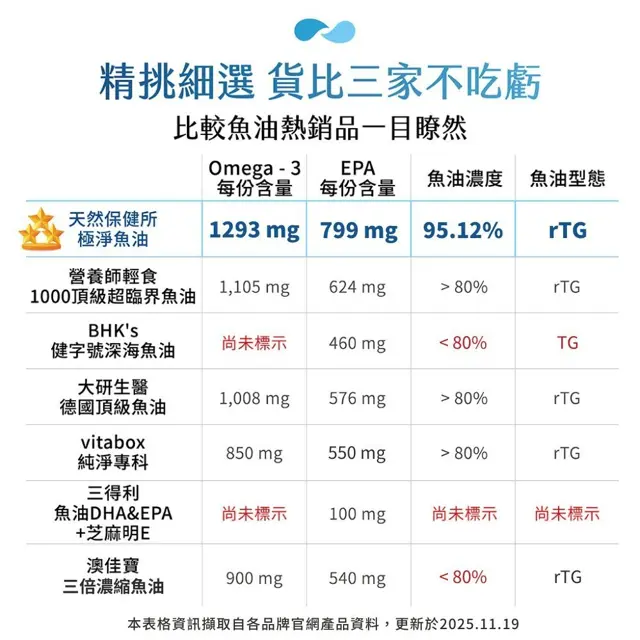 精挑細選 貨比三家不吃虧
比較魚油熱銷品一目瞭然
Omega - 3
每份含量
EPA
每份含量
魚油濃度
魚油型態
天然保健所
極淨魚油
1293 mg
799 mg
95.12%
rTG
營養師輕食
1000頂級超臨界魚油
1,105 mg
624 mg
> 80%
rTG
BHK's
健字號深海魚油
尚未標示
460 mg
< 80%
TG
大研生醫
德國頂級魚油
1,008 mg
576 mg
> 80%
rTG
vitabox
純淨專科
850 mg
550 mg
> 80%
rTG
三得利
魚油DHA&EPA
+芝麻明E
尚未標示
100 mg
尚未標示
尚未標示
澳佳寶
三倍濃縮魚油
900 mg
540 mg
< 80%
rTG
本表格資訊擷取自各品牌官網產品資料，更新於2025.11.19